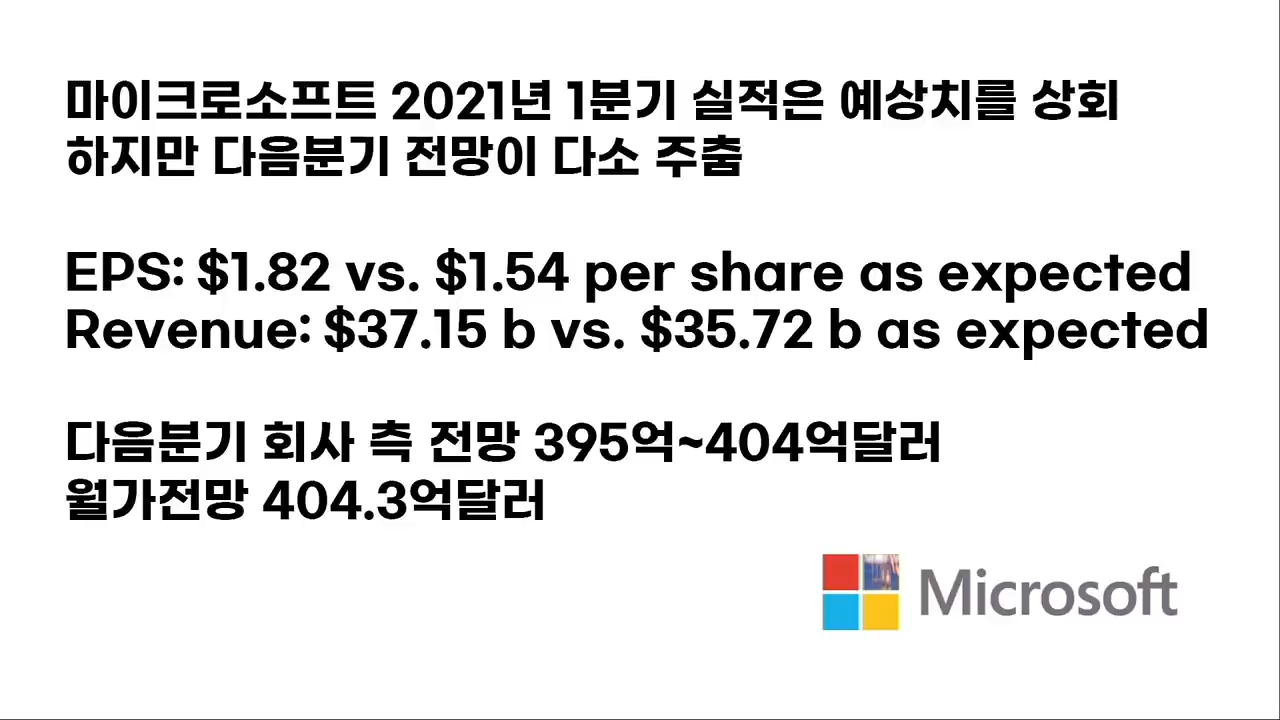 마이크로소프트 2021년 1분기 실적은 예상치를 상회
하지만 다음분기 전망이 다소 주춤
EPS: $1.82 vs. $1.54 per share as expected
Revenue: $37.15 b vs. $35.72 b as expected
다음분기 회사 측 전망 395억~404억달러
월가전망 404.3억달러
Microsoft